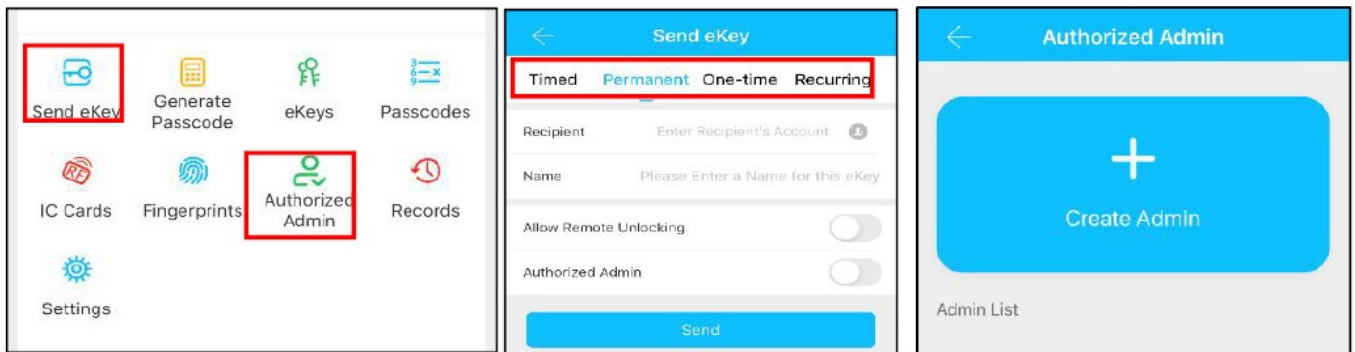 Send eKey
Generate
Passcode
eKeys
Passcodes
IC Cards
Fingerprints
Authorized
Admin
Records
Settings
Send eKey
Timed Permanent One-time Recurring
Recipient Enter Recipient's Account
Name Please Enter a Name for this eKey
Allow Remote Unlocking
Authorized Admin
Send
Authorized Admin
Create Admin
Admin List